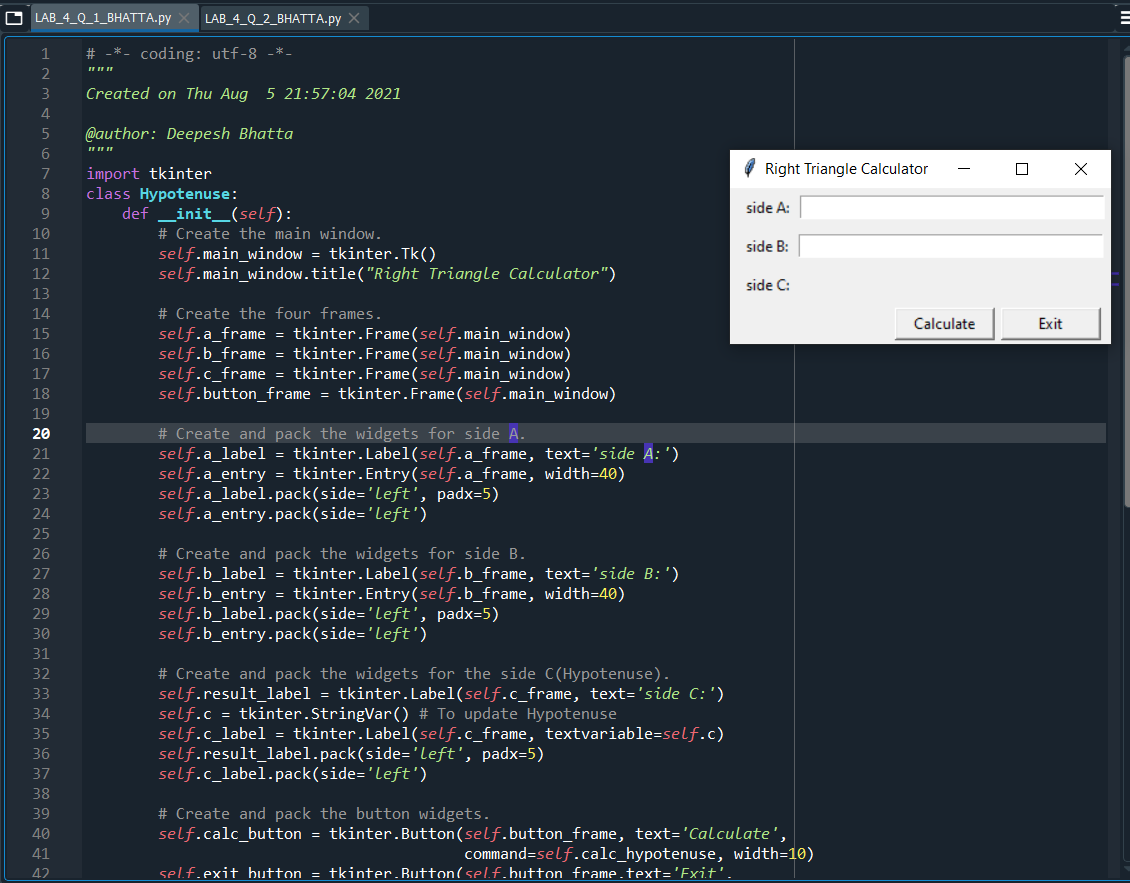 LAB_4_Q_1_BHATTA.py LAB_4_Q_2_BHATTA.py
1 # -*- coding: utf-8 -*-
2 """
3 Created on Thu Aug  5 21:57:04 2021
4
5 @author: Deepesh Bhatta
6 """
7 import tkinter
8 class Hypotenuse:
9     def __init__(self):
10         # Create the main window.
11         self.main_window = tkinter.Tk()
12         self.main_window.title("Right Triangle Calculator")
13
14         # Create the four frames.
15         self.a_frame = tkinter.Frame(self.main_window)
16         self.b_frame = tkinter.Frame(self.main_window)
17         self.c_frame = tkinter.Frame(self.main_window)
18         self.button_frame = tkinter.Frame(self.main_window)
19
20         # Create and pack the widgets for side A.
21         self.a_label = tkinter.Label(self.a_frame, text='side A:')
22         self.a_entry = tkinter.Entry(self.a_frame, width=40)
23         self.a_label.pack(side='left', padx=5)
24         self.a_entry.pack(side='left')
25
26         # Create and pack the widgets for side B.
27         self.b_label = tkinter.Label(self.b_frame, text='side B:')
28         self.b_entry = tkinter.Entry(self.b_frame, width=40)
29         self.b_label.pack(side='left', padx=5)
30         self.b_entry.pack(side='left')
31
32         # Create and pack the widgets for the side C(Hypotenuse).
33         self.result_label = tkinter.Label(self.c_frame, text='side C:')
34         self.c = tkinter.StringVar() # To update Hypotenuse
35         self.c_label = tkinter.Label(self.c_frame, textvariable=self.c)
36         self.result_label.pack(side='left', padx=5)
37         self.c_label.pack(side='left')
38
39         # Create and pack the button widgets.
40         self.calc_button = tkinter.Button(self.button_frame, text='Calculate',
41                                           command=self.calc_hypotenuse, width=10)
42         self.exit_button = tkinter.Button(self.button_frame,text='Exit',
Right Triangle Calculator
side A:
side B:
side C:
Calculate Exit